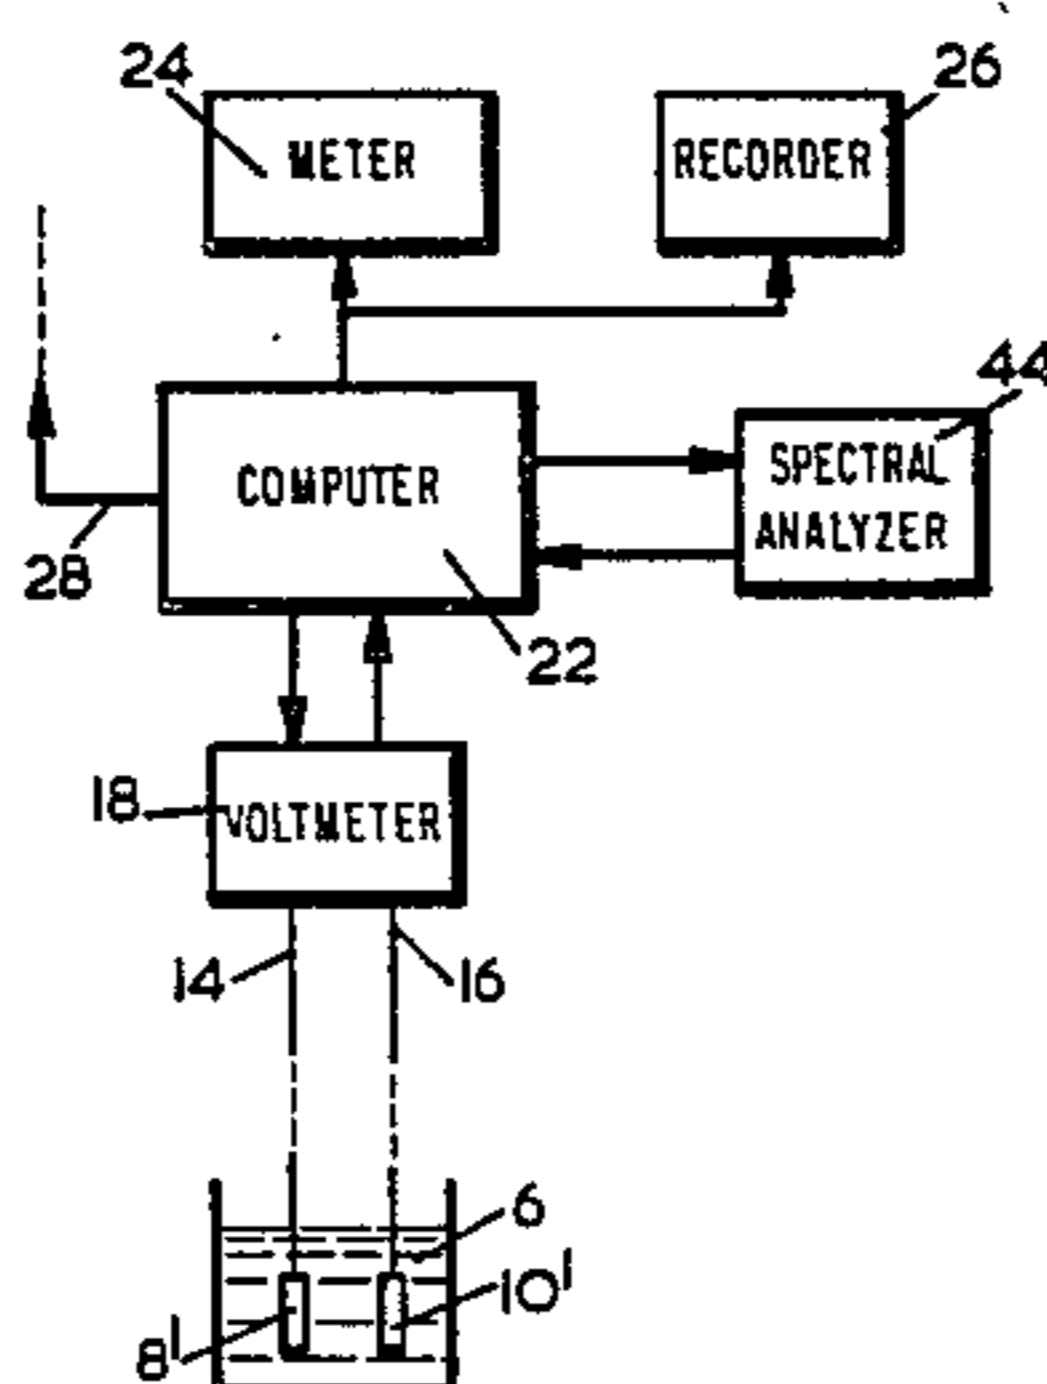 24
26
METER
RECORDER
44
COMPUTER
SPECTRAL
ANALYZER
28
22
18
VOLTMETER
14
16
6
10'
8'